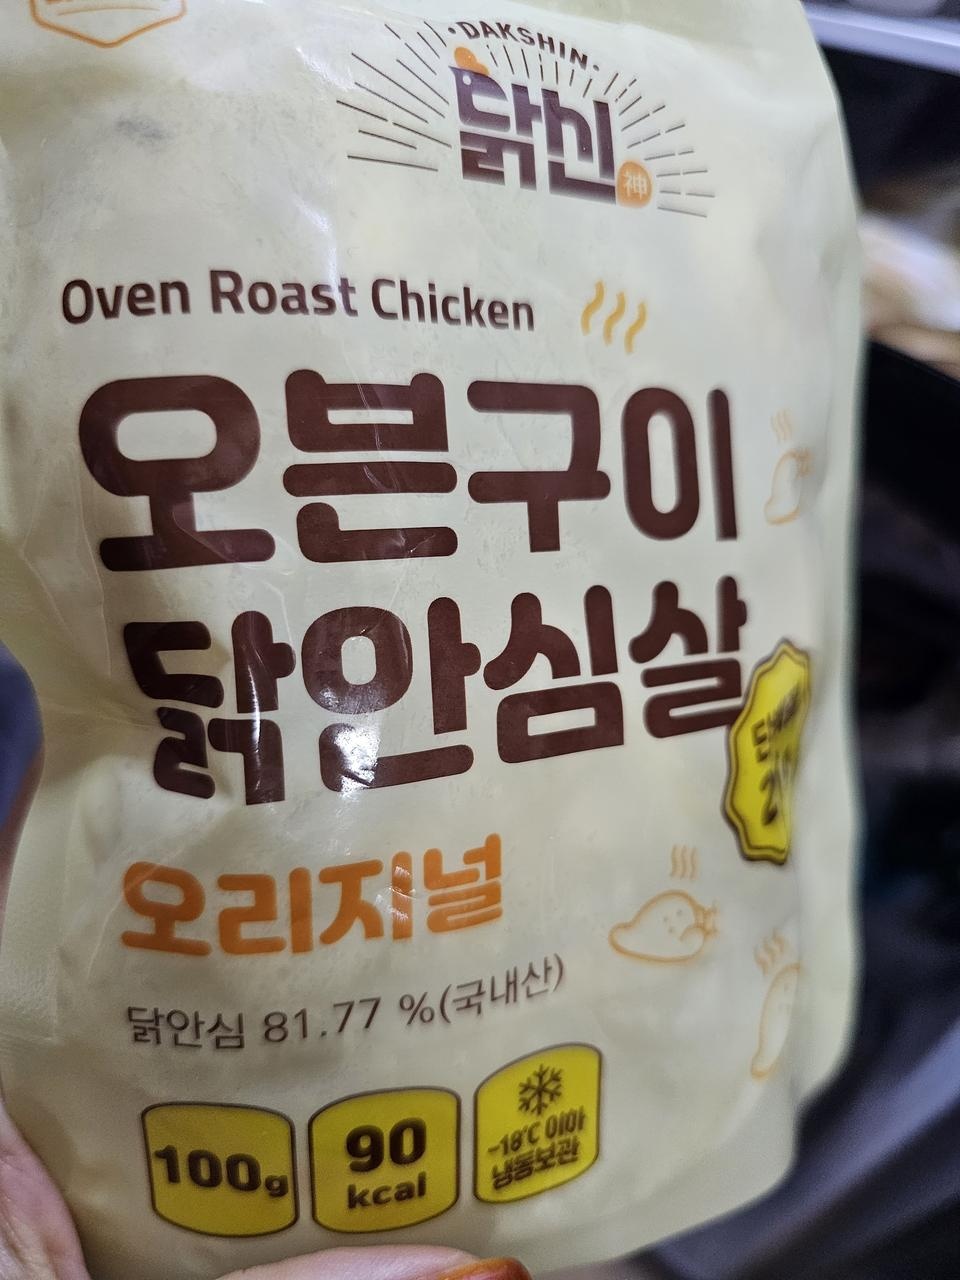 ·DAKSHIN·
닭신
神
Oven Roast Chicken
오븐구이
닭안심살
오리지널
닭안심 81.77 %(국내산)
100g
90
kcal
-18℃ 이하
냉동보관